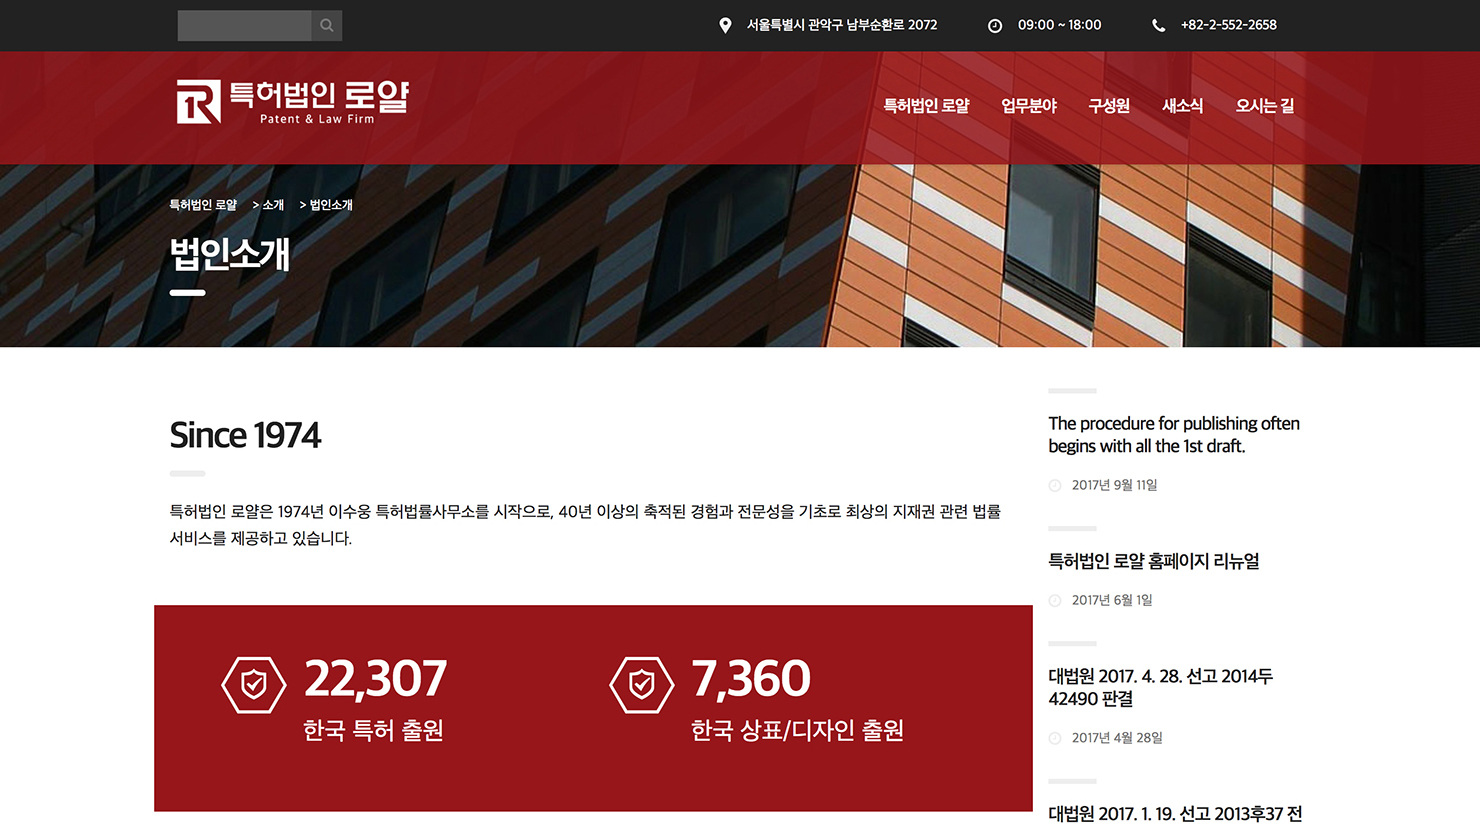 서울특별시 관악구 남부순환로 2072
09:00 ~ 18:00
+82-2-552-2658
1R 특허법인 로얄
Patent & Law Firm
특허법인 로얄
업무분야
구성원
새소식
오시는 길
특허법인 로얄 > 소개 > 법인소개
법인소개
Since 1974
특허법인 로얄은 1974년 이수웅 특허법률사무소를 시작으로, 40년 이상의 축적된 경험과 전문성을 기초로 최상의 지재권 관련 법률
서비스를 제공하고 있습니다.
22,307
한국 특허 출원
7,360
한국 상표/디자인 출원
The procedure for publishing often
begins with all the 1st draft.
2017년 9월 11일
특허법인 로얄 홈페이지 리뉴얼
2017년 6월 1일
대법원 2017. 4. 28. 선고 2014두
42490 판결
2017년 4월 28일
대법원 2017. 1. 19. 선고 2013후37 전